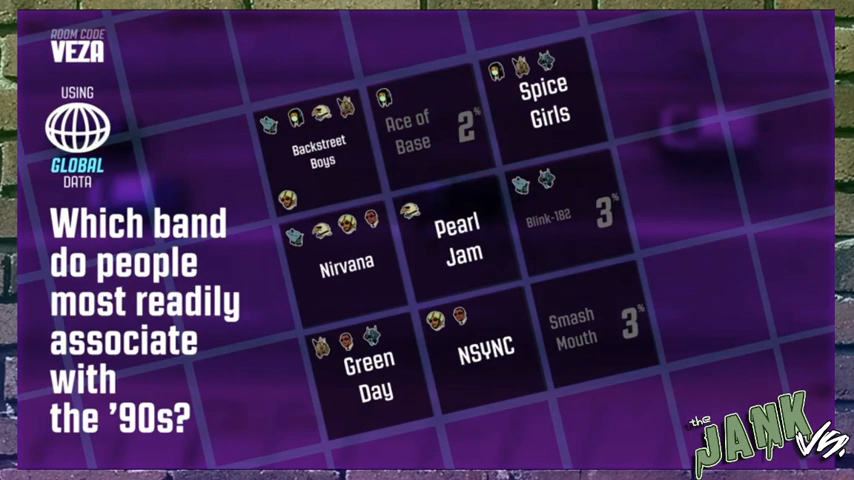 ROOM CODE
VEZA
USING
GLOBAL
DATA
Which band
do people
most readily
associate
with
the '90s?
Backstreet
Boys
Ace of
Base
2%
Spice
Girls
Nirvana
Pearl
Jam
Blink-182
3%
Green
Day
NSYNC
Smash
Mouth
3%
the
JANK
VS.